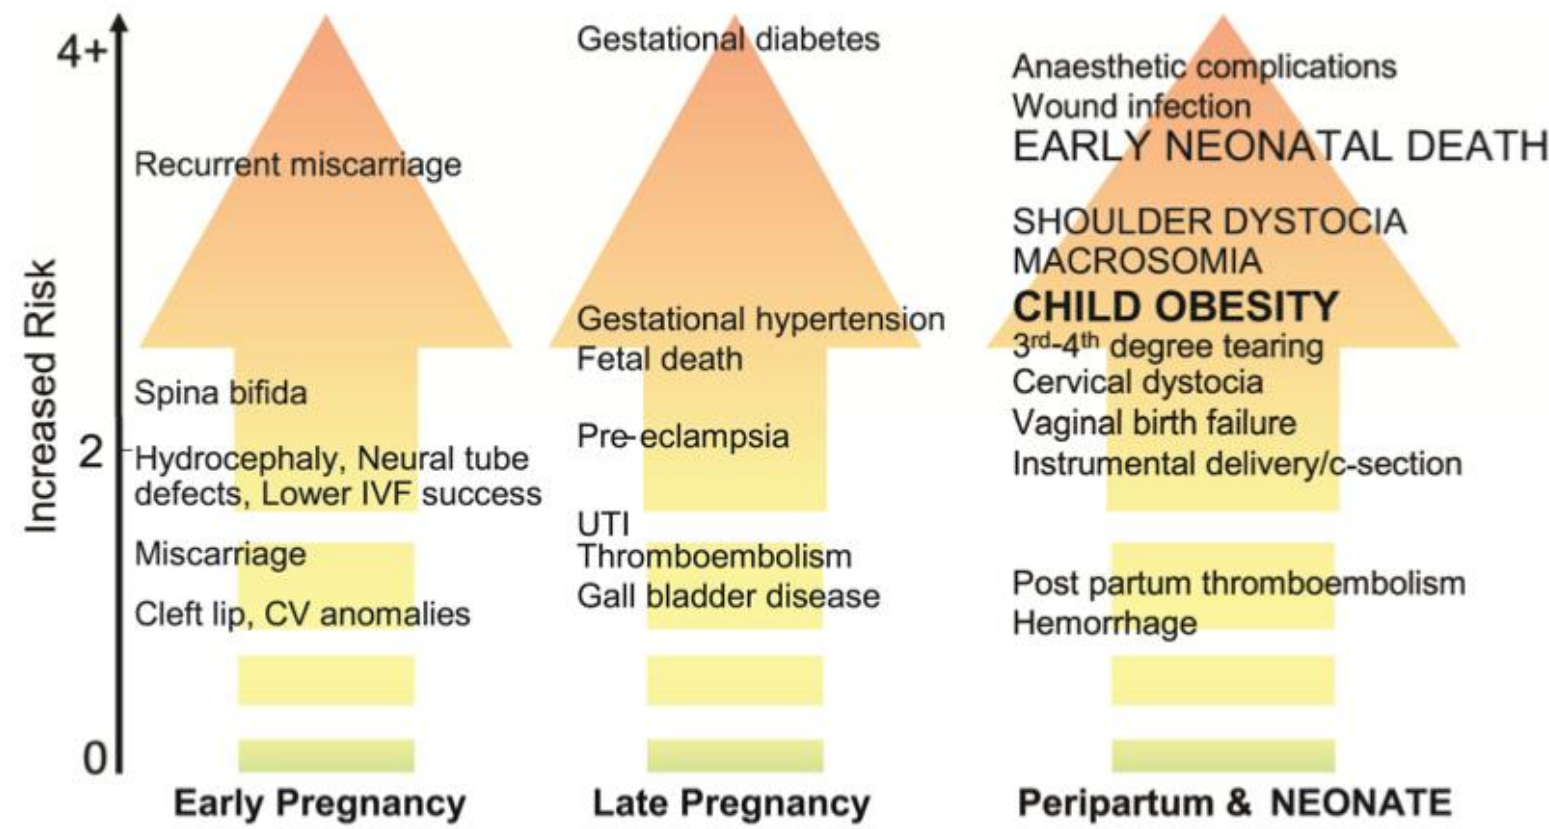 4+
2
0
Increased Risk
Recurrent miscarriage
Spina bifida
Hydrocephaly, Neural tube
defects, Lower IVF success
Miscarriage
Cleft lip, CV anomalies
Early Pregnancy
Gestational diabetes
Gestational hypertension
Fetal death
Pre-eclampsia
UTI
Thromboembolism
Gall bladder disease
Late Pregnancy
Anaesthetic complications
Wound infection
EARLY NEONATAL DEATH
SHOULDER DYSTOCIA
MACROSOMIA
CHILD OBESITY
3rd-4th degree tearing
Cervical dystocia
Vaginal birth failure
Instrumental delivery/c-section
Post partum thromboembolism
Hemorrhage
Peripartum & NEONATE